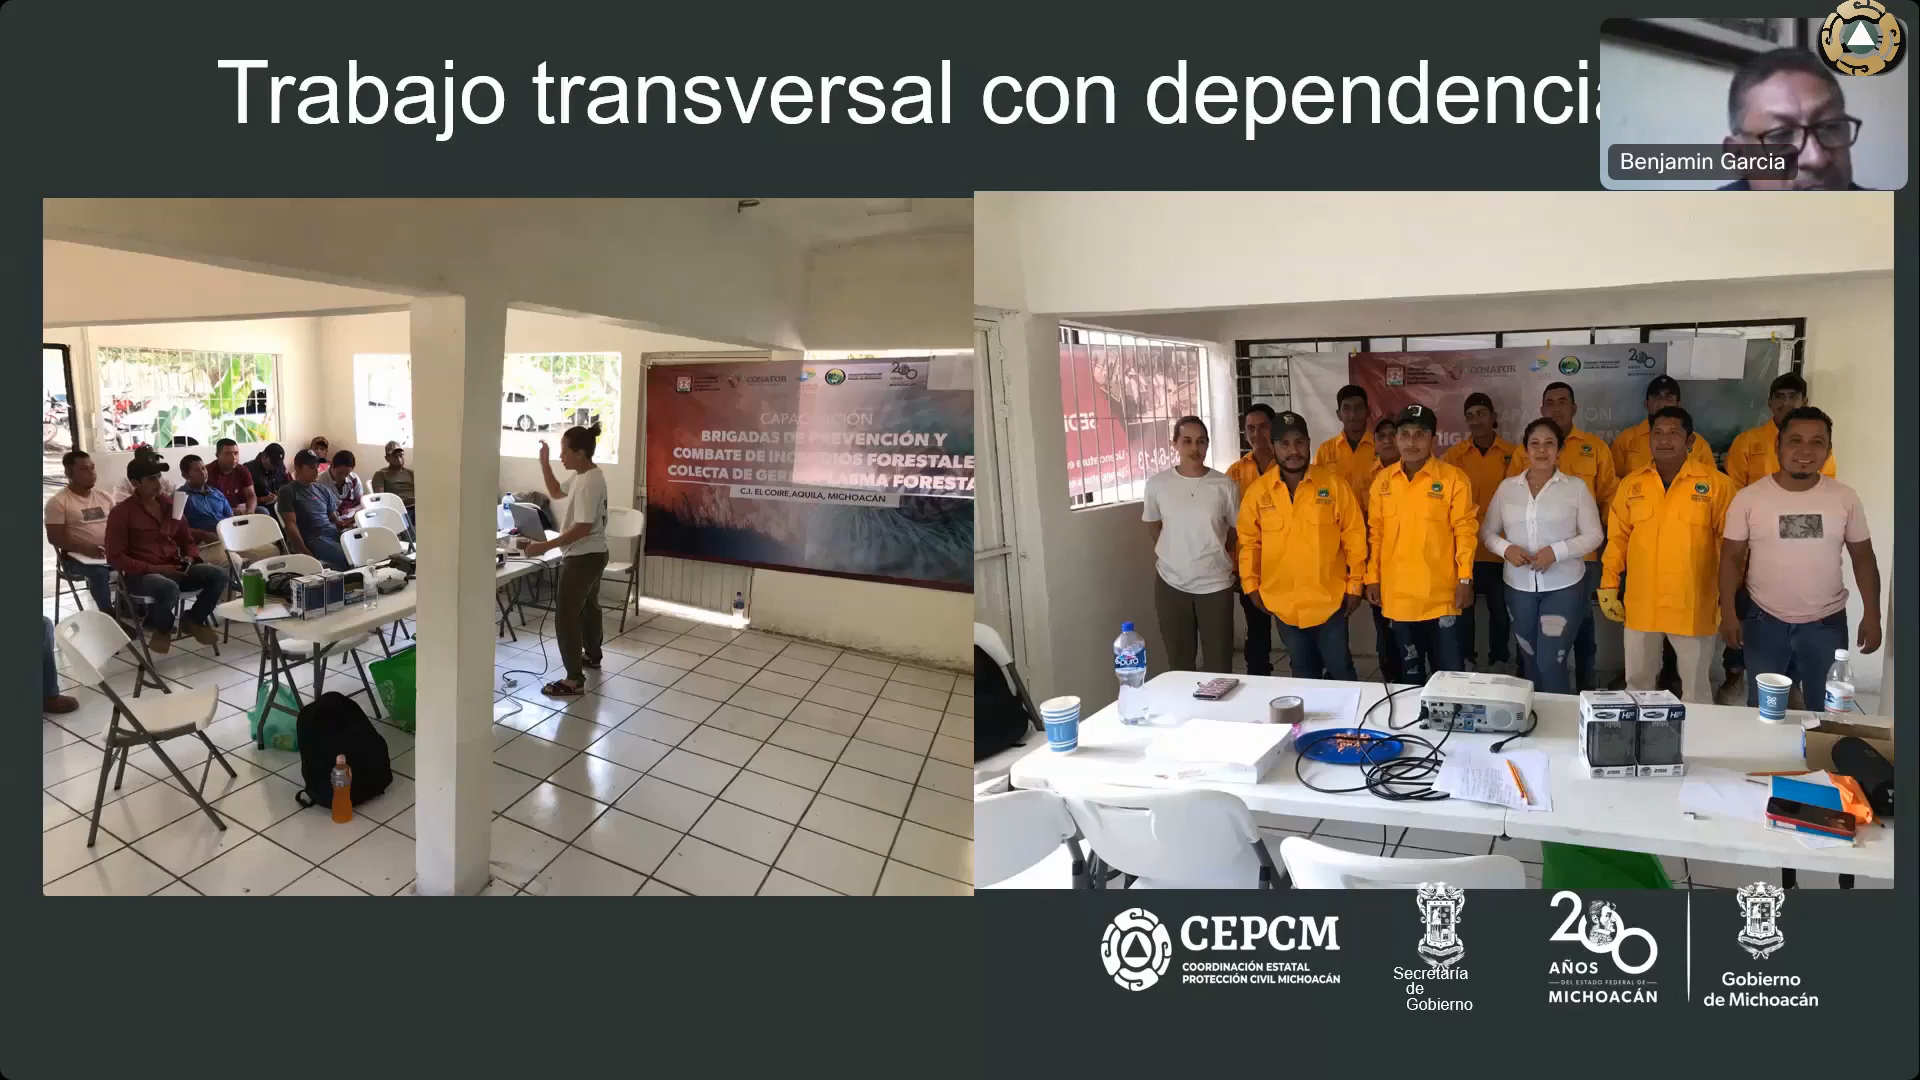 Trabajo transversal con dependencia
Benjamin Garcia
CONAFOR
CAPACITACIÓN
BRIGADAS DE PREVENCIÓN Y
COMBATE DE INCENDIOS FORESTALE
COLECTA DE GERMOPLASMA FORESTA
C.I. EL COIRE, AQUILA, MICHOACÁN
CONAFOR
CEPCM
COORDINACIÓN ESTATAL
PROTECCIÓN CIVIL MICHOACÁN
Secretaría
de
Gobierno
200
AÑOS
DEL ESTADO FEDERAL DE
MICHOACÁN
Gobierno
de Michoacán